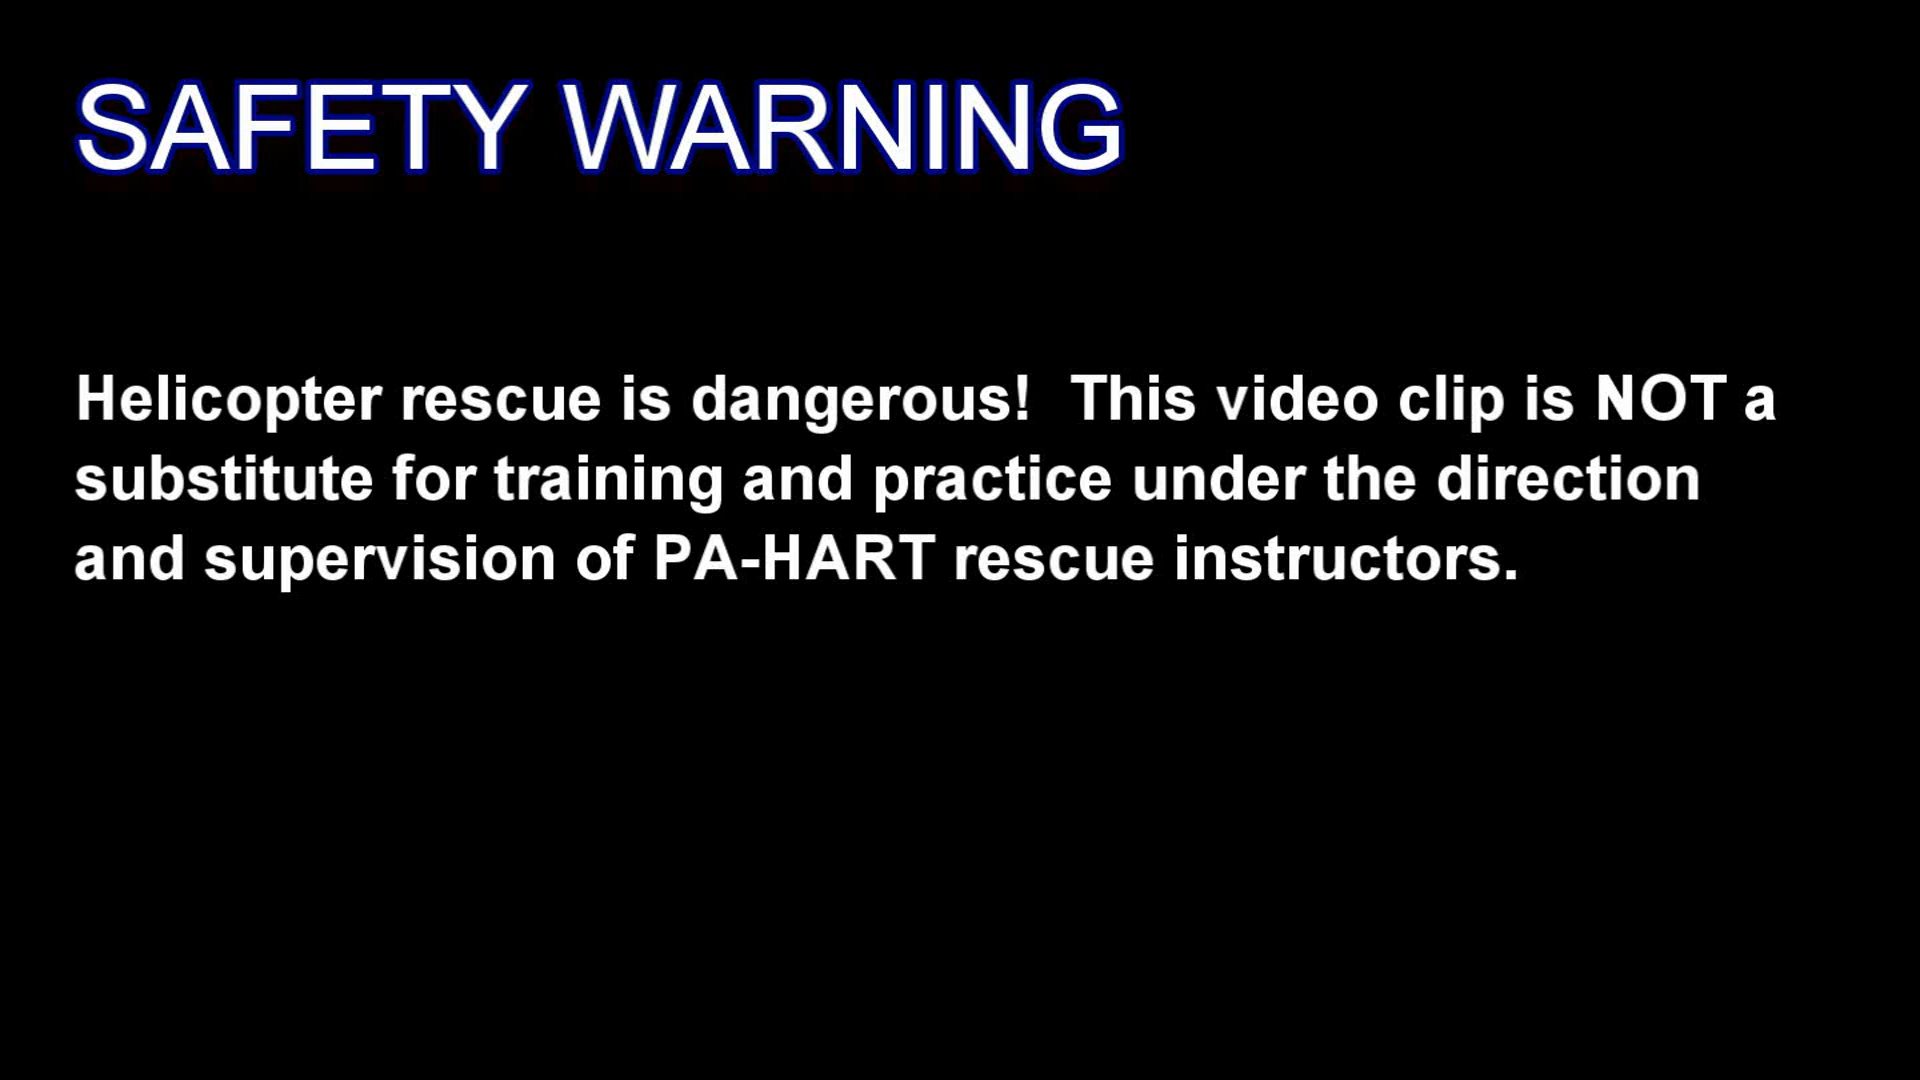 SAFETY WARNING
Helicopter rescue is dangerous!  This video clip is NOT a
substitute for training and practice under the direction
and supervision of PA-HART rescue instructors.